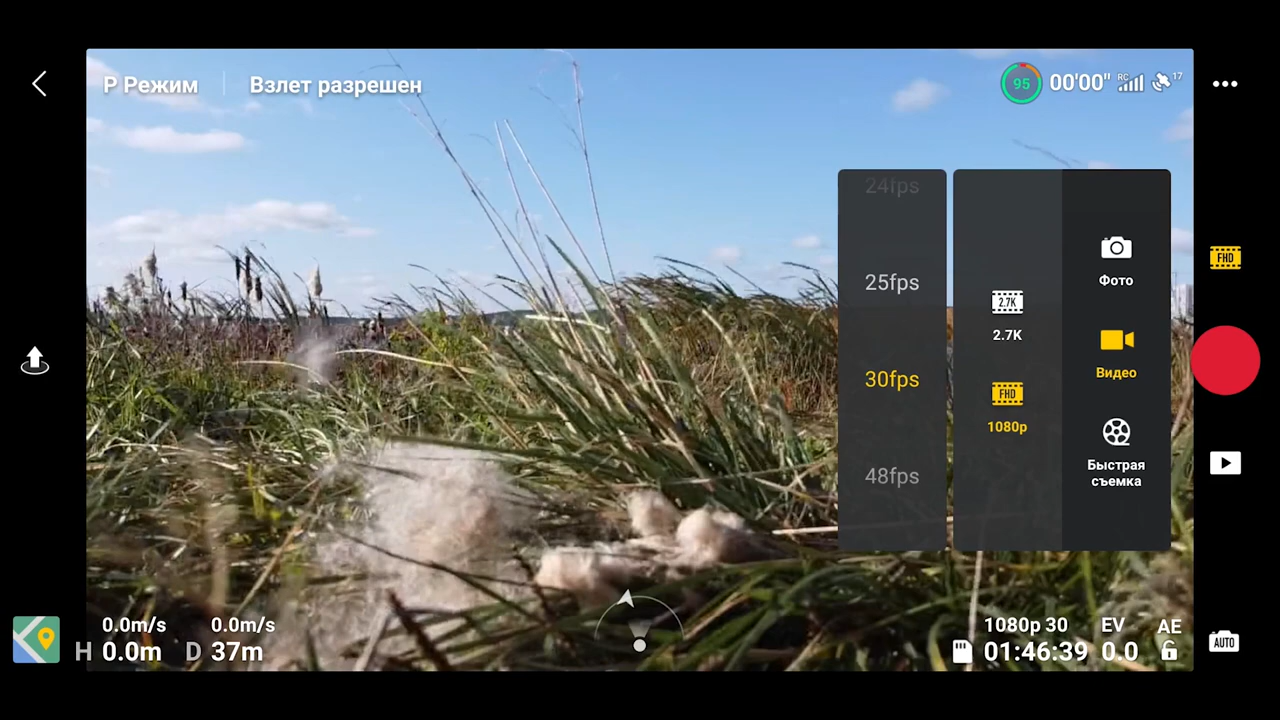 Р Режим
Взлет разрешен
95
00'00"
RC
17
24fps
25fps
30fps
48fps
2.7K
2.7K
FHD
1080p
Фото
Видео
Быстрая
съемка
FHD
0.0m/s
0.0m/s
H 0.0m
D 37m
1080p 30
01:46:39
EV
0.0
AE
AUTO